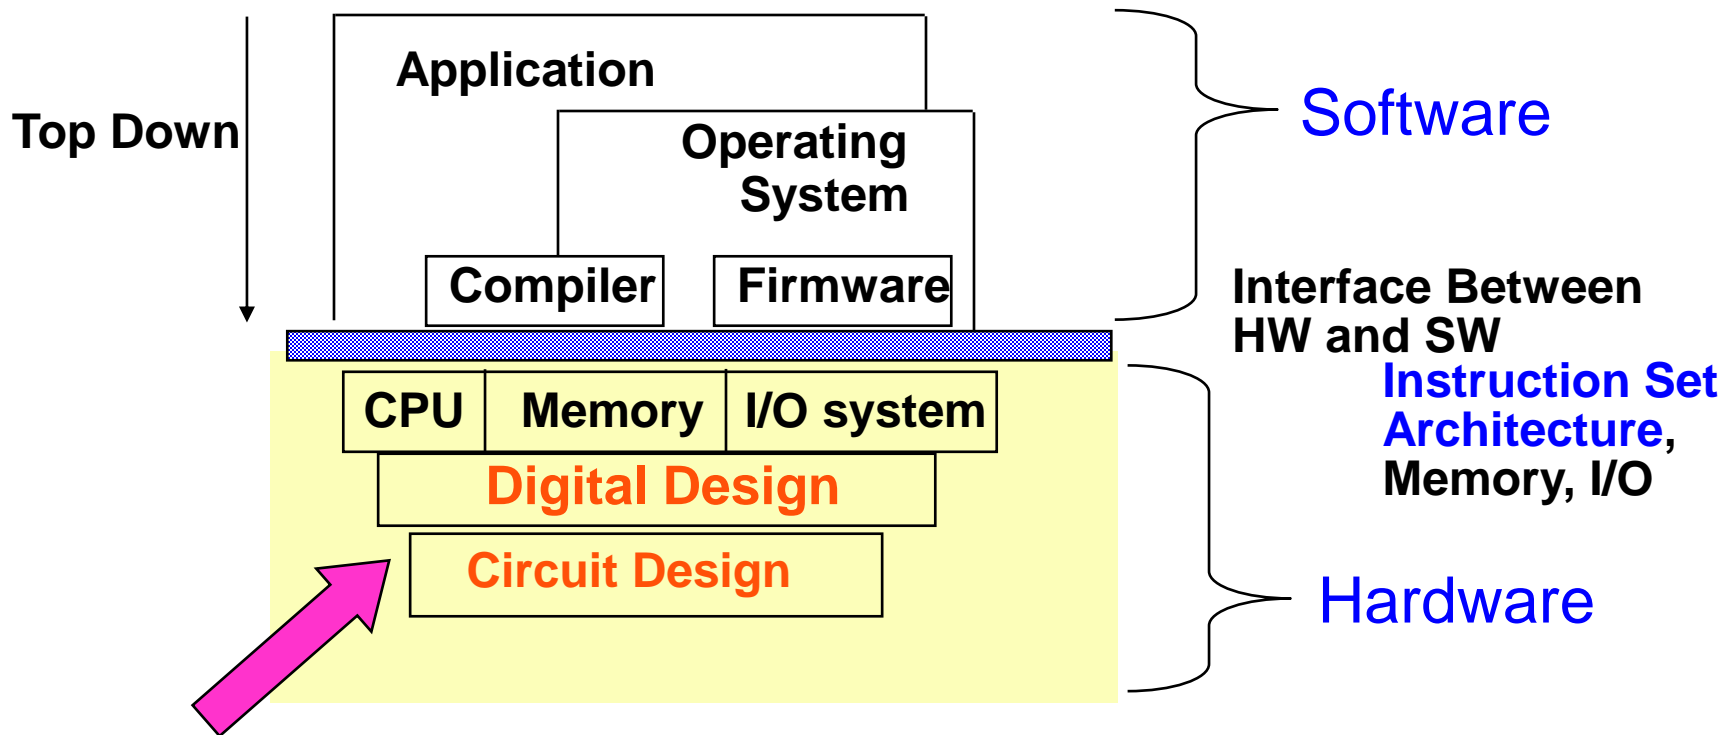 Application
Top Down
Software
Operating
System
Compiler
Firmware
Interface Between
HW and SW
Instruction Set
Architecture,
Memory, I/O
CPU
Memory
I/O system
Digital Design
Circuit Design
Hardware